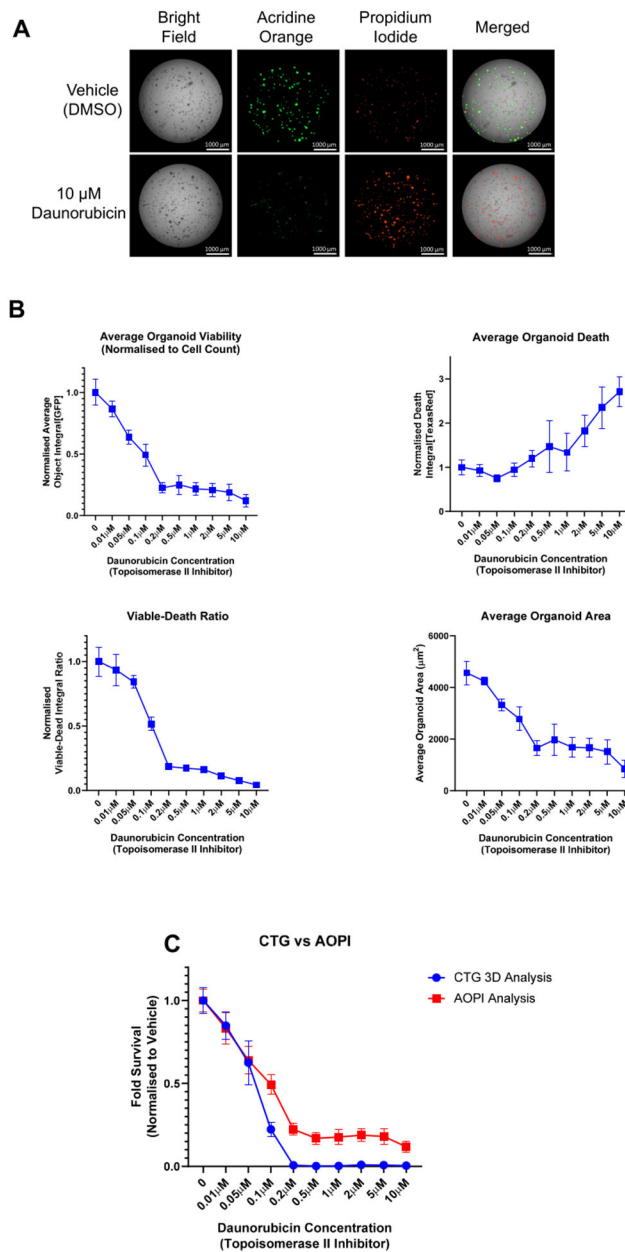 A
Bright Field
Acridine Orange
Propidium Iodide
Merged
Vehicle (DMSO)
1000 µm
1000 µm
1000 µm
1000 µm
10 µM Daunorubicin
1000 µm
1000 µm
1000 µm
1000 µm
B
Average Organoid Viability
(Normalised to Cell Count)
Normalised Average
Object Integral[GFP]
1.0
0.5
0.0
0
0.01µM
0.05µM
0.1µM
0.2µM
0.5µM
1µM
2µM
5µM
10µM
Daunorubicin Concentration
(Topoisomerase II Inhibitor)
Average Organoid Death
Normalised Death
Integral[TexasRed]
3
2
1
0
0
0.01µM
0.05µM
0.1µM
0.2µM
0.5µM
1µM
2µM
5µM
10µM
Daunorubicin Concentration
(Topoisomerase II Inhibitor)
Viable-Death Ratio
Normalised
Viable-Dead Integral Ratio
1.0
0.5
0.0
0
0.01µM
0.05µM
0.1µM
0.2µM
0.5µM
1µM
2µM
5µM
10µM
Daunorubicin Concentration
(Topoisomerase II Inhibitor)
Average Organoid Area
Average Organoid Area (µm²)
6000
4000
2000
0
0
0.01µM
0.05µM
0.1µM
0.2µM
0.5µM
1µM
2µM
5µM
10µM
Daunorubicin Concentration
(Topoisomerase II Inhibitor)
C
CTG vs AOPI
CTG 3D Analysis
AOPI Analysis
Fold Survival
(Normalised to Vehicle)
1.0
0.5
0.0
0
0.01µM
0.05µM
0.1µM
0.2µM
0.5µM
1µM
2µM
5µM
10µM
Daunorubicin Concentration
(Topoisomerase II Inhibitor)